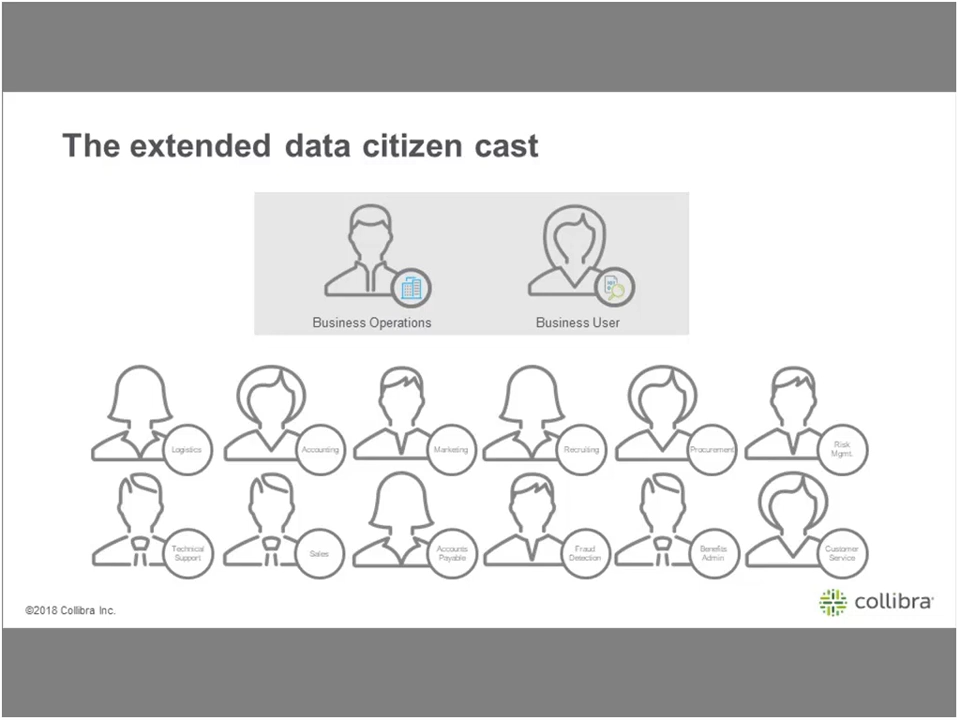 The extended data citizen cast
Business Operations
Business User
Logistics
Accounting
Marketing
Recruiting
Procurement
Risk
Mgmt.
Technical
Support
Sales
Accounts
Payable
Fraud
Detection
Benefits
Admin
Customer
Service
©2018 Collibra Inc.
collibra